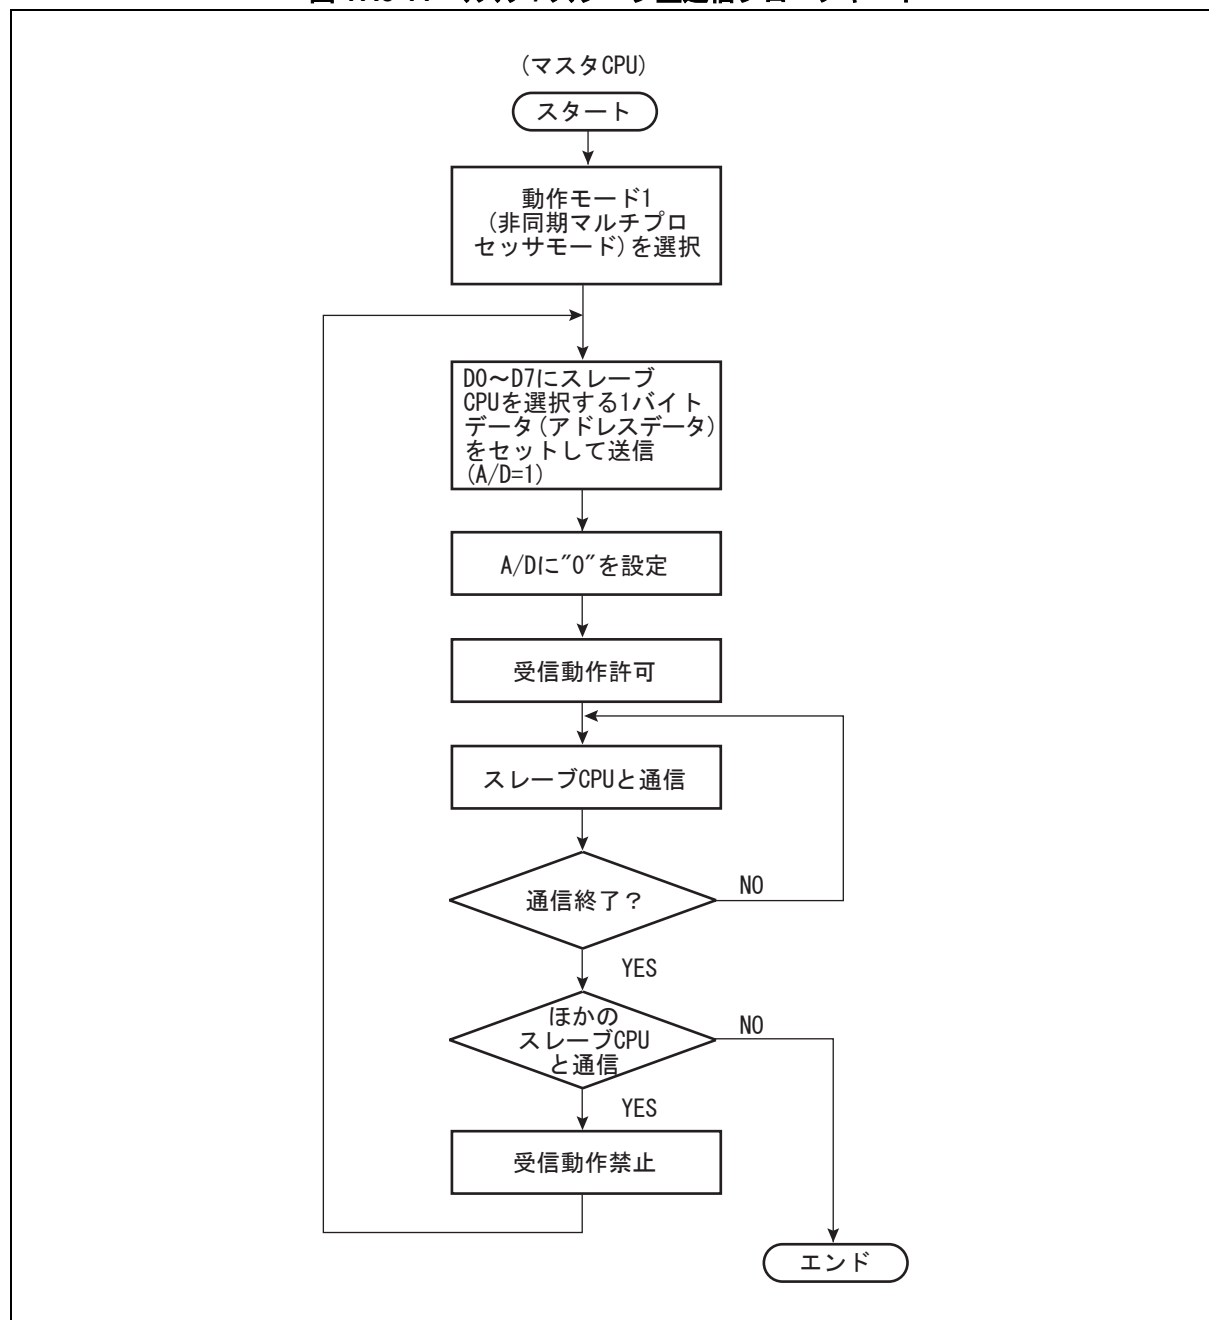 (マスタCPU)
スタート
動作モード1
(非同期マルチプロ
セッサモード)を選択
D0～D7にスレーブ
CPUを選択する1バイト
データ(アドレスデータ)
をセットして送信
(A/D=1)
A/Dに"0"を設定
受信動作許可
スレーブCPUと通信
通信終了？
NO
YES
ほかの
スレーブCPU
と通信
NO
YES
受信動作禁止
エンド